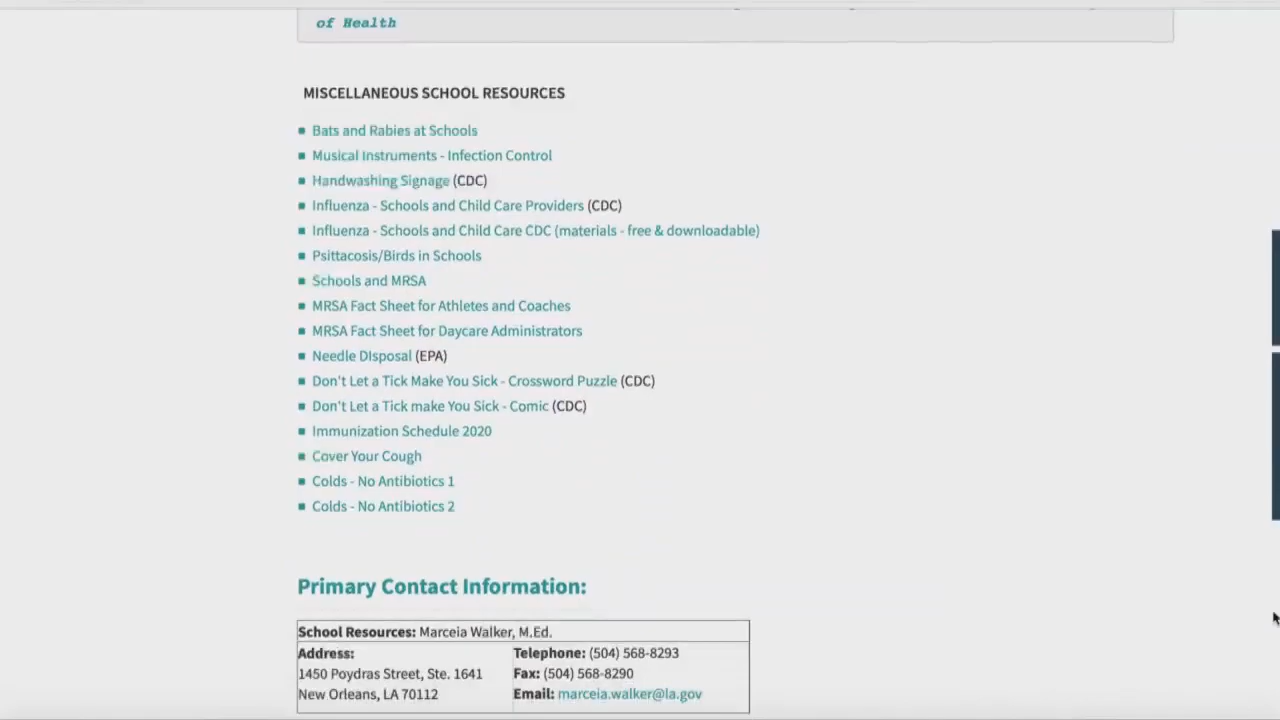 of Health
MISCELLANEOUS SCHOOL RESOURCES
Bats and Rabies at Schools
Musical Instruments - Infection Control
Handwashing Signage (CDC)
Influenza - Schools and Child Care Providers (CDC)
Influenza - Schools and Child Care CDC (materials - free & downloadable)
Psittacosis/Birds in Schools
Schools and MRSA
MRSA Fact Sheet for Athletes and Coaches
MRSA Fact Sheet for Daycare Administrators
Needle DIsposal (EPA)
Don't Let a Tick Make You Sick - Crossword Puzzle (CDC)
Don't Let a Tick make You Sick - Comic (CDC)
Immunization Schedule 2020
Cover Your Cough
Colds - No Antibiotics 1
Colds - No Antibiotics 2
Primary Contact Information:
School Resources: Marceia Walker, M.Ed.
Address:
1450 Poydras Street, Ste. 1641
New Orleans, LA 70112
Telephone: (504) 568-8293
Fax: (504) 568-8290
Email: marceia.walker@la.gov